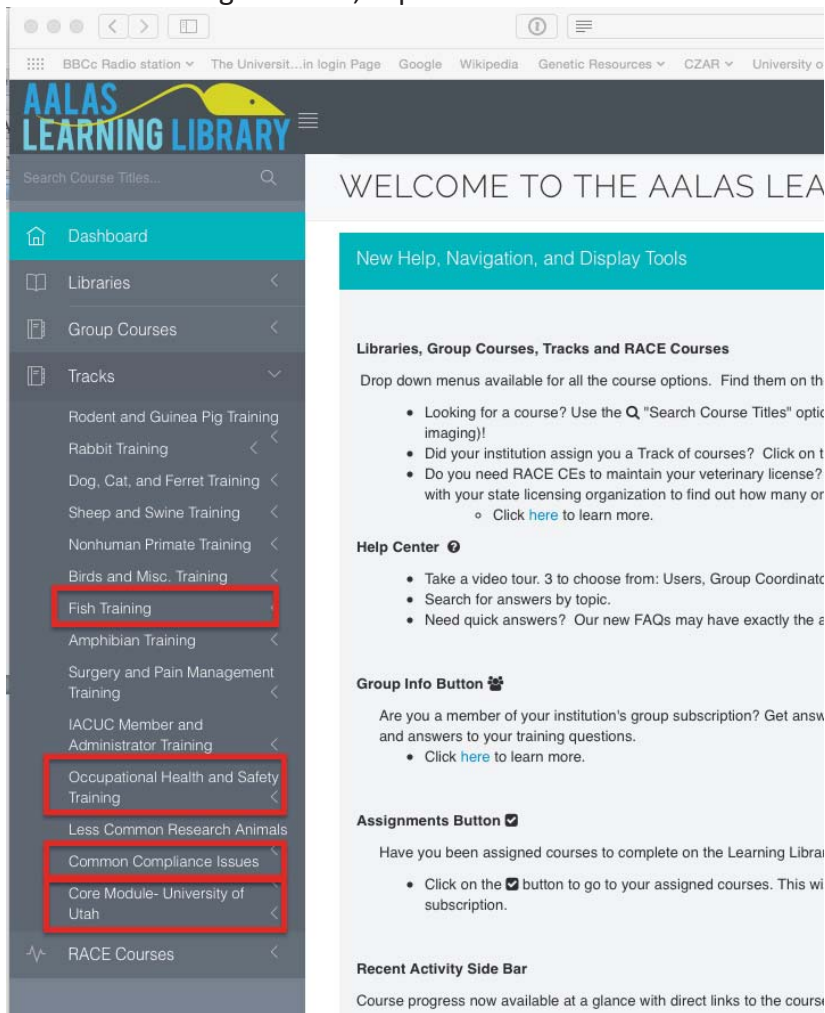 BBCc Radio station
The Universit...in login Page
Google
Wikipedia
Genetic Resources
CZAR
University o
AALAS
LEARNING LIBRARY
Search Course Titles...
WELCOME TO THE AALAS LEA
Dashboard
Libraries
Group Courses
Tracks
Rodent and Guinea Pig Training
Rabbit Training
Dog, Cat, and Ferret Training
Sheep and Swine Training
Nonhuman Primate Training
Birds and Misc. Training
Fish Training
Amphibian Training
Surgery and Pain Management
Training
IACUC Member and
Administrator Training
Occupational Health and Safety
Training
Less Common Research Animals
Common Compliance Issues
Core Module- University of
Utah
RACE Courses
New Help, Navigation, and Display Tools
Libraries, Group Courses, Tracks and RACE Courses
Drop down menus available for all the course options. Find them on th
• Looking for a course? Use the "Search Course Titles" optio
imaging)!
• Did your institution assign you a Track of courses? Click on t
• Do you need RACE CEs to maintain your veterinary license?
with your state licensing organization to find out how many or
Click here to learn more.
Help Center
• Take a video tour. 3 to choose from: Users, Group Coordinato
• Search for answers by topic.
• Need quick answers? Our new FAQs may have exactly the a
Group Info Button
Are you a member of your institution's group subscription? Get answ
and answers to your training questions.
• Click here to learn more.
Assignments Button
Have you been assigned courses to complete on the Learning Librar
• Click on the button to go to your assigned courses. This wi
subscription.
Recent Activity Side Bar
Course progress now available at a glance with direct links to the course